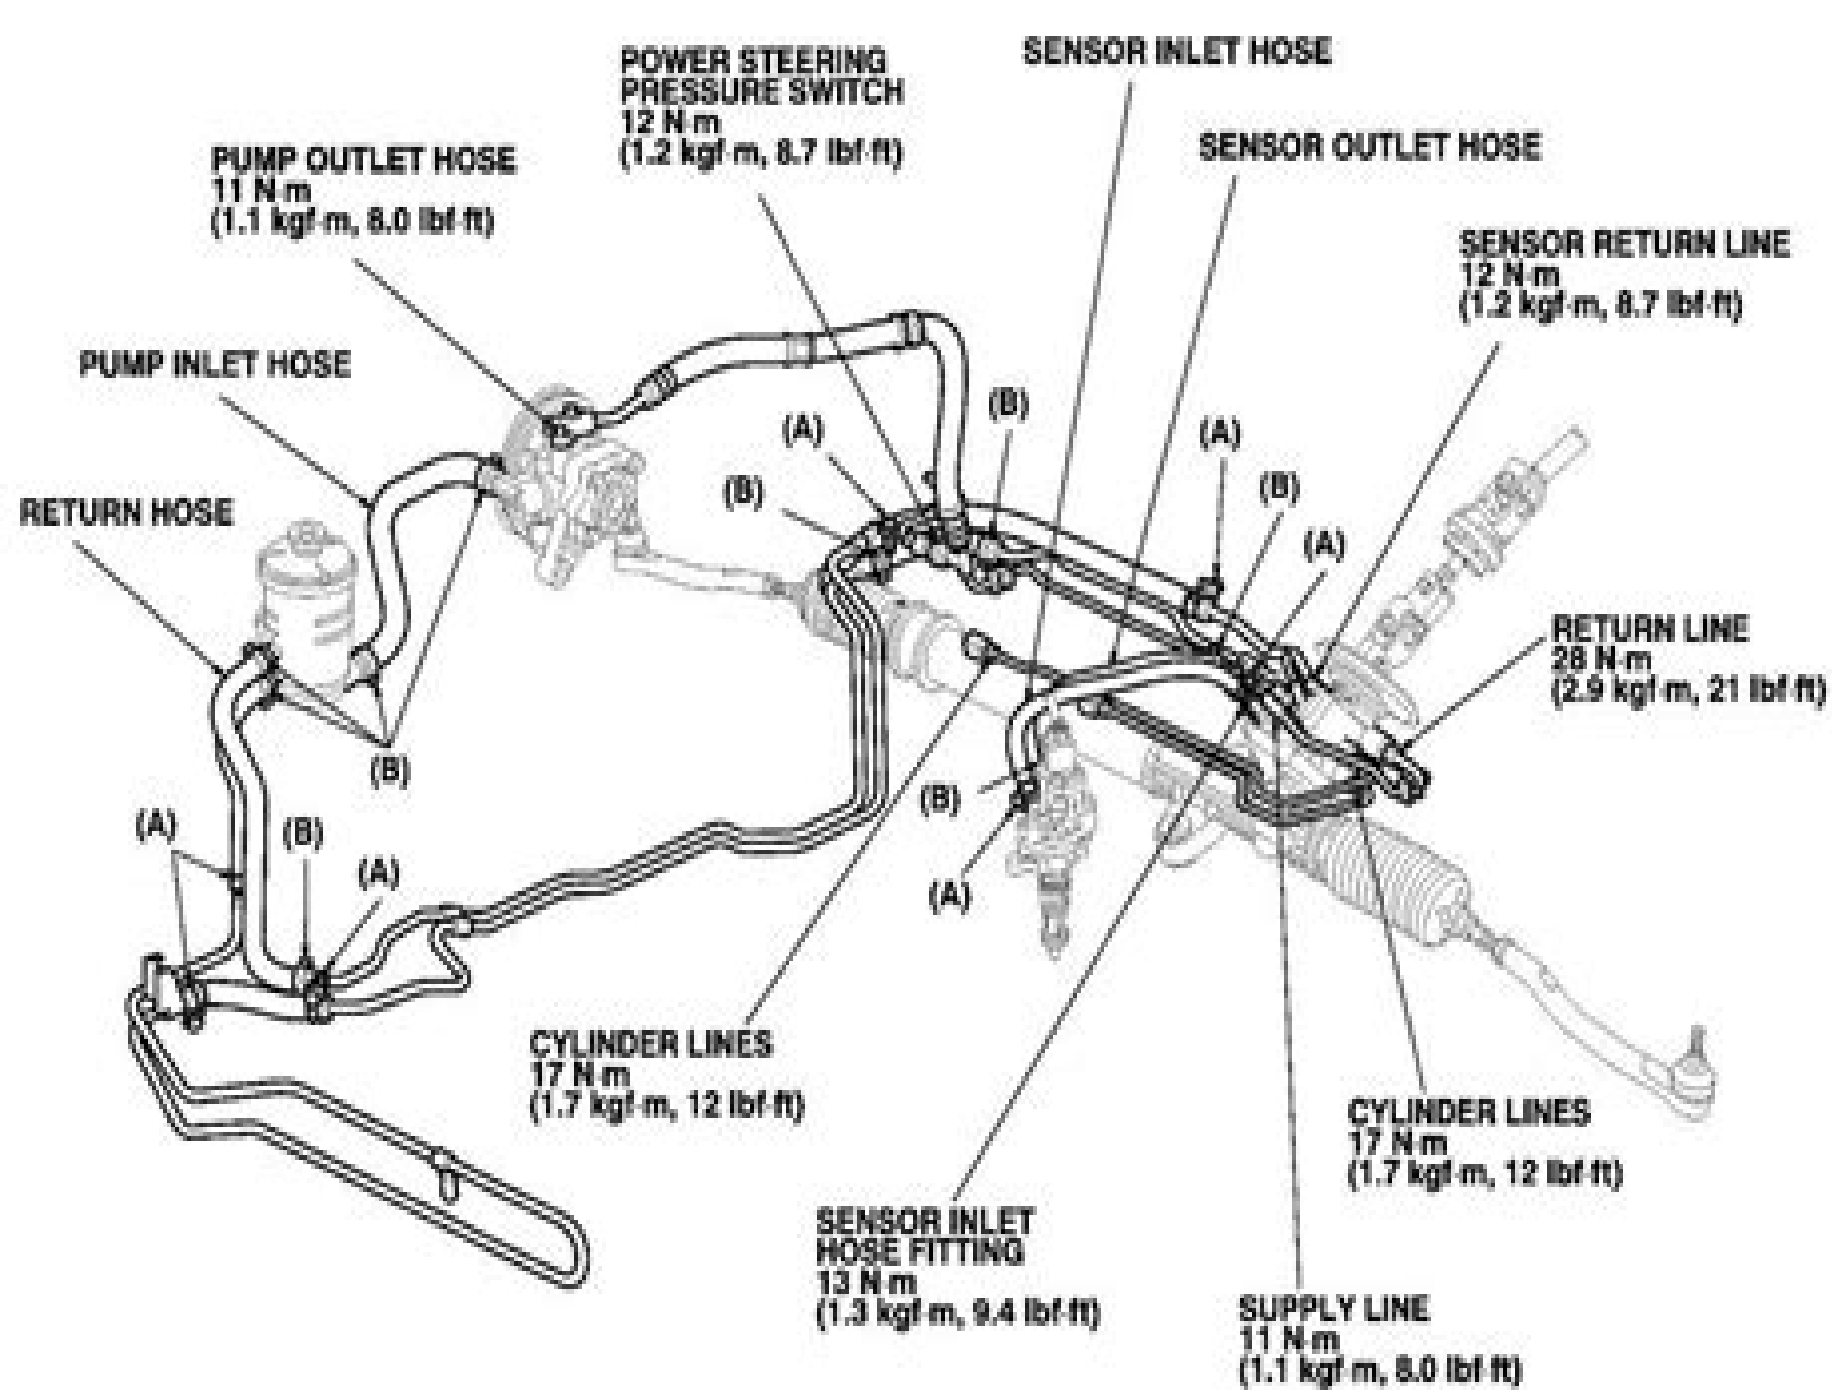 SENSOR INLET HOSE
POWER STEERING
PRESSURE SWITCH
12 N·m
(1.2 kgf·m, 8.7 lbf·ft)
SENSOR OUTLET HOSE
PUMP OUTLET HOSE
11 N·m
(1.1 kgf·m, 8.0 lbf·ft)
SENSOR RETURN LINE
12 N·m
(1.2 kgf·m, 8.7 lbf·ft)
PUMP INLET HOSE
(B)
(A)
(A)
(B)
(B)
RETURN HOSE
(A)
RETURN LINE
28 N·m
(2.9 kgf·m, 21 lbf·ft)
(B)
(B)
(A)
(B)
(A)
(A)
CYLINDER LINES
17 N·m
(1.7 kgf·m, 12 lbf·ft)
CYLINDER LINES
17 N·m
(1.7 kgf·m, 12 lbf·ft)
SENSOR INLET
HOSE FITTING
13 N·m
(1.3 kgf·m, 9.4 lbf·ft)
SUPPLY LINE
11 N·m
(1.1 kgf·m, 8.0 lbf·ft)